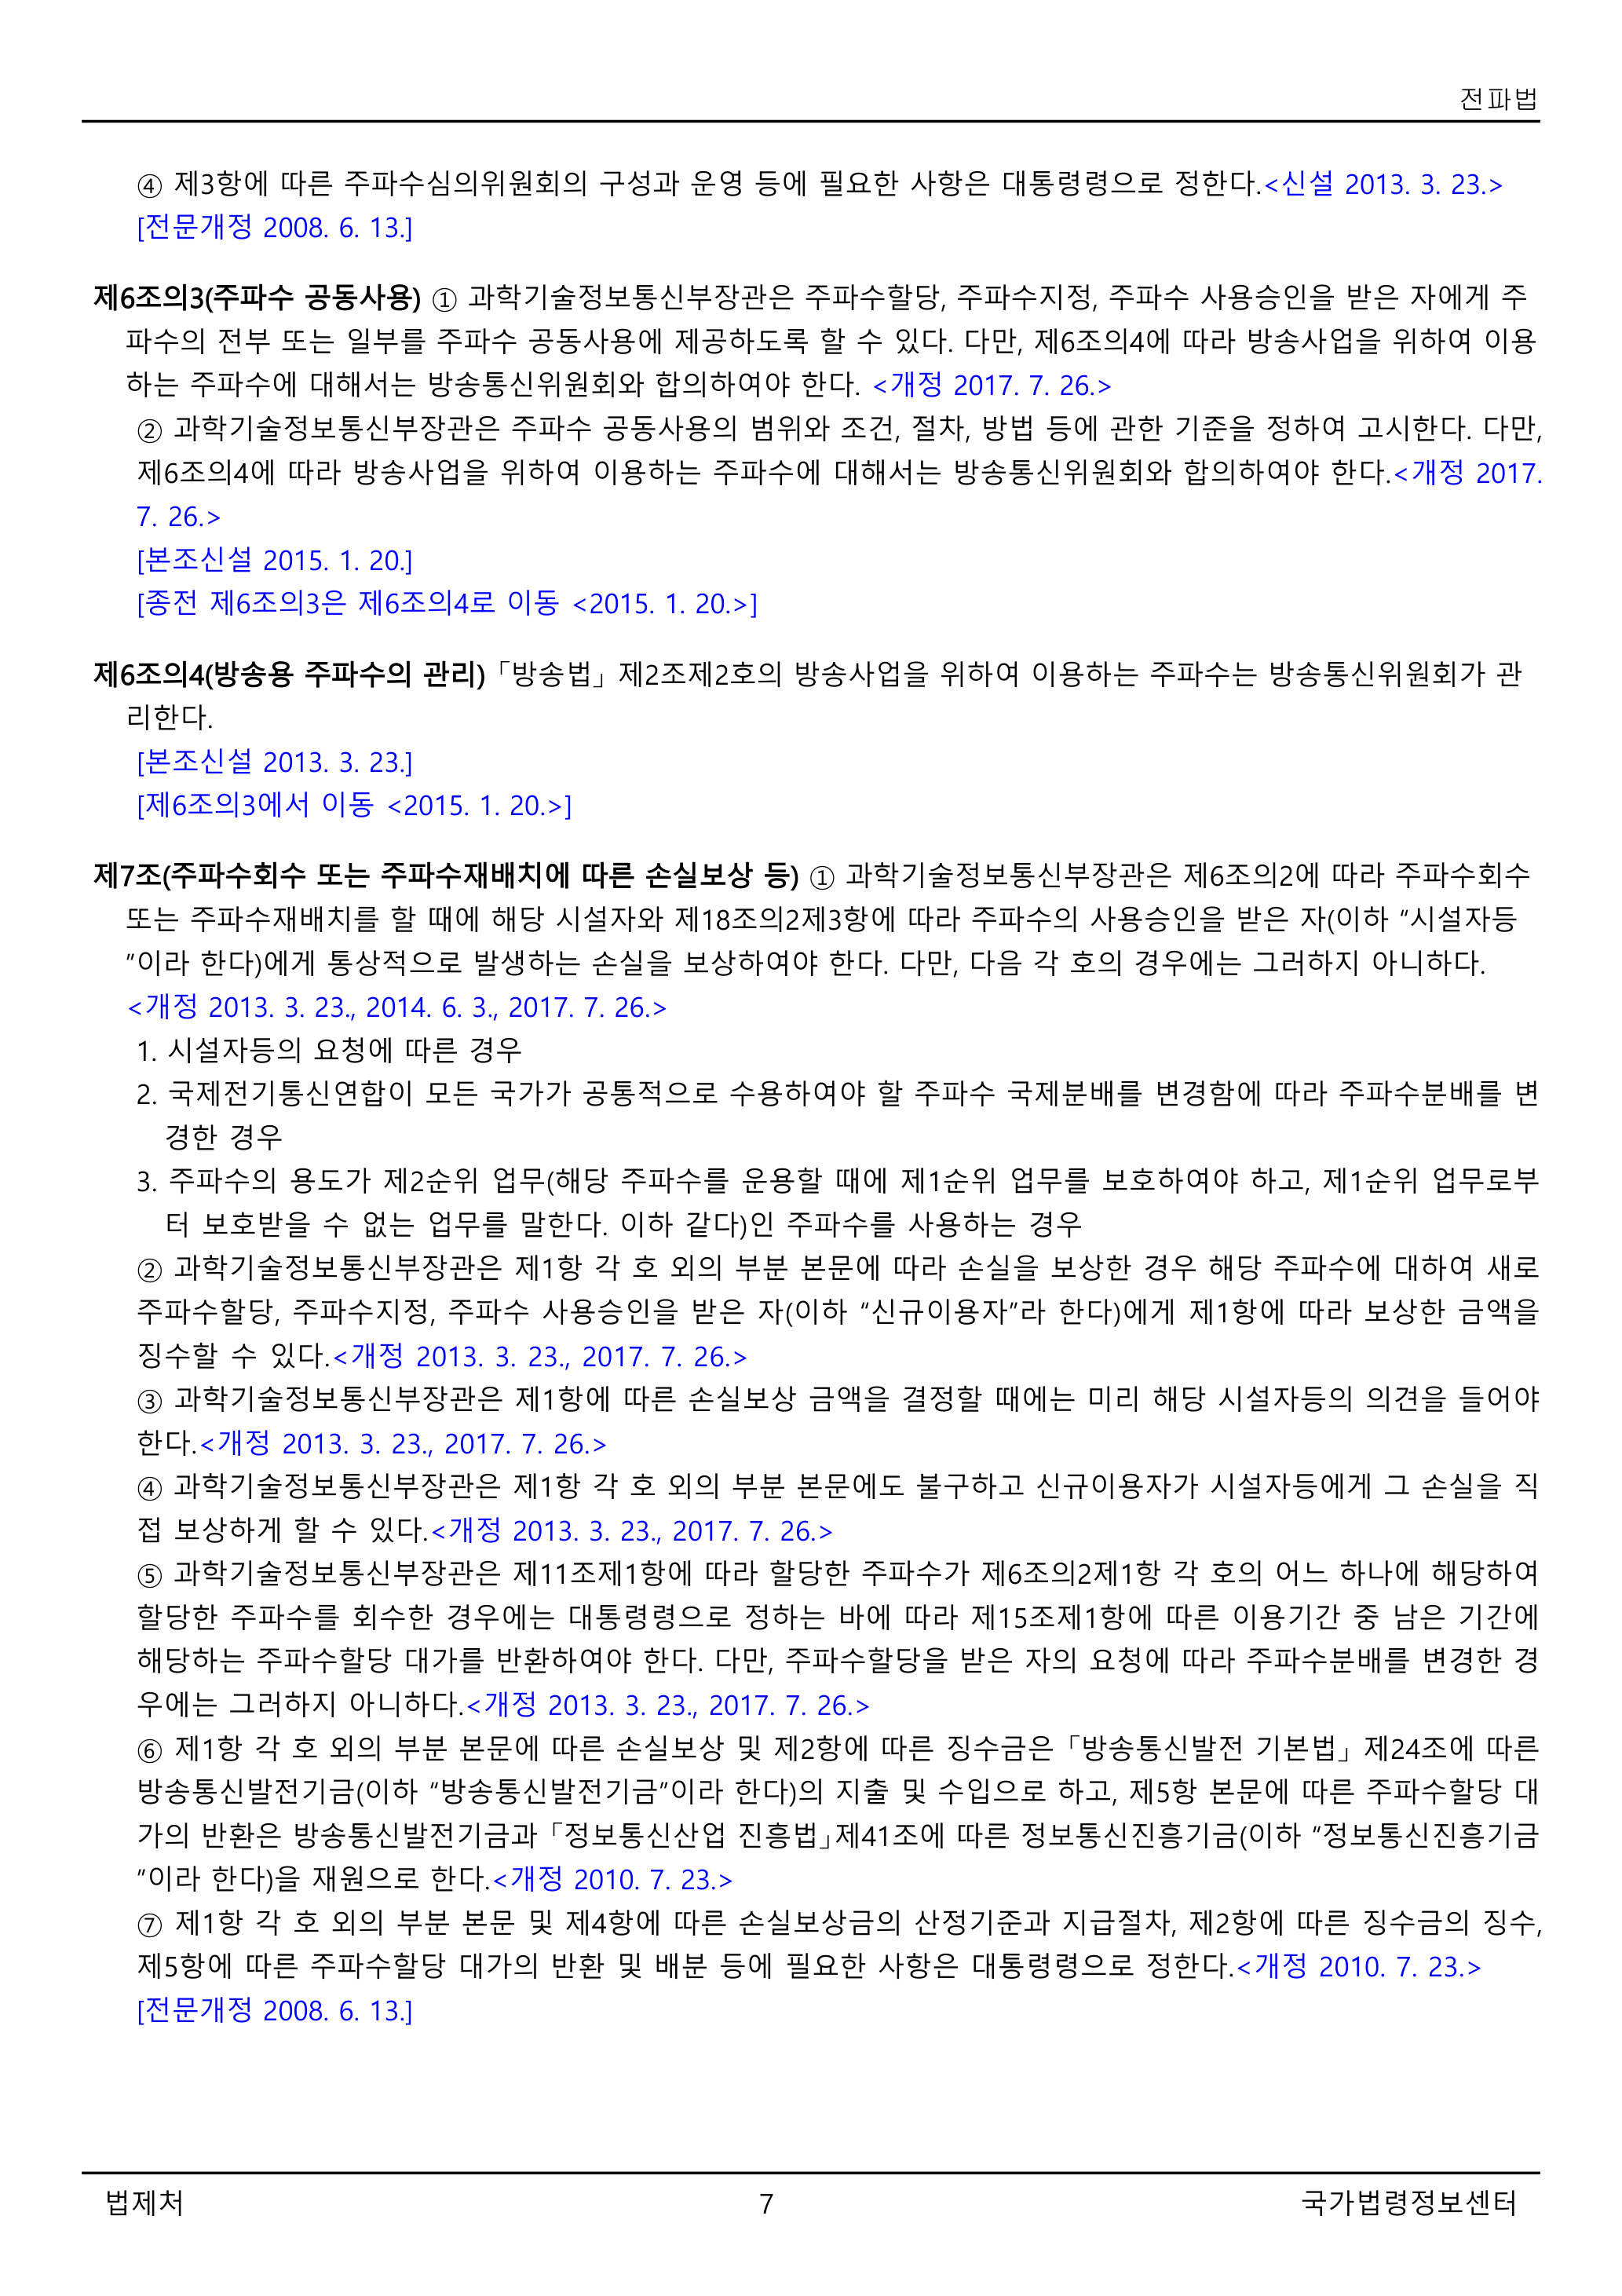 전파법
④ 제3항에 따른 주파수심의위원회의 구성과 운영 등에 필요한 사항은 대통령령으로 정한다.<신설 2013. 3. 23.>
[전문개정 2008. 6. 13.]
제6조의3(주파수 공동사용) ① 과학기술정보통신부장관은 주파수할당, 주파수지정, 주파수 사용승인을 받은 자에게 주
파수의 전부 또는 일부를 주파수 공동사용에 제공하도록 할 수 있다. 다만, 제6조의4에 따라 방송사업을 위하여 이용
하는 주파수에 대해서는 방송통신위원회와 합의하여야 한다. <개정 2017. 7. 26.>
② 과학기술정보통신부장관은 주파수 공동사용의 범위와 조건, 절차, 방법 등에 관한 기준을 정하여 고시한다. 다만,
제6조의4에 따라 방송사업을 위하여 이용하는 주파수에 대해서는 방송통신위원회와 합의하여야 한다.<개정 2017.
7. 26.>
[본조신설 2015. 1. 20.]
[종전 제6조의3은 제6조의4로 이동 <2015. 1. 20.>]
제6조의4(방송용 주파수의 관리)「방송법」 제2조제2호의 방송사업을 위하여 이용하는 주파수는 방송통신위원회가 관
리한다.
[본조신설 2013. 3. 23.]
[제6조의3에서 이동 <2015. 1. 20.>]
제7조(주파수회수 또는 주파수재배치에 따른 손실보상 등) ① 과학기술정보통신부장관은 제6조의2에 따라 주파수회수
또는 주파수재배치를 할 때에 해당 시설자와 제18조의2제3항에 따라 주파수의 사용승인을 받은 자(이하 “시설자등
”이라 한다)에게 통상적으로 발생하는 손실을 보상하여야 한다. 다만, 다음 각 호의 경우에는 그러하지 아니하다.
<개정 2013. 3. 23., 2014. 6. 3., 2017. 7. 26.>
1. 시설자등의 요청에 따른 경우
2. 국제전기통신연합이 모든 국가가 공통적으로 수용하여야 할 주파수 국제분배를 변경함에 따라 주파수분배를 변
경한 경우
3. 주파수의 용도가 제2순위 업무(해당 주파수를 운용할 때에 제1순위 업무를 보호하여야 하고, 제1순위 업무로부
터 보호받을 수 없는 업무를 말한다. 이하 같다)인 주파수를 사용하는 경우
② 과학기술정보통신부장관은 제1항 각 호 외의 부분 본문에 따라 손실을 보상한 경우 해당 주파수에 대하여 새로
주파수할당, 주파수지정, 주파수 사용승인을 받은 자(이하 “신규이용자”라 한다)에게 제1항에 따라 보상한 금액을
징수할 수 있다.<개정 2013. 3. 23., 2017. 7. 26.>
③ 과학기술정보통신부장관은 제1항에 따른 손실보상 금액을 결정할 때에는 미리 해당 시설자등의 의견을 들어야
한다.<개정 2013. 3. 23., 2017. 7. 26.>
④ 과학기술정보통신부장관은 제1항 각 호 외의 부분 본문에도 불구하고 신규이용자가 시설자등에게 그 손실을 직
접 보상하게 할 수 있다.<개정 2013. 3. 23., 2017. 7. 26.>
⑤ 과학기술정보통신부장관은 제11조제1항에 따라 할당한 주파수가 제6조의2제1항 각 호의 어느 하나에 해당하여
할당한 주파수를 회수한 경우에는 대통령령으로 정하는 바에 따라 제15조제1항에 따른 이용기간 중 남은 기간에
해당하는 주파수할당 대가를 반환하여야 한다. 다만, 주파수할당을 받은 자의 요청에 따라 주파수분배를 변경한 경
우에는 그러하지 아니하다.<개정 2013. 3. 23., 2017. 7. 26.>
⑥ 제1항 각 호 외의 부분 본문에 따른 손실보상 및 제2항에 따른 징수금은「방송통신발전 기본법」 제24조에 따른
방송통신발전기금(이하 “방송통신발전기금”이라 한다)의 지출 및 수입으로 하고, 제5항 본문에 따른 주파수할당 대
가의 반환은 방송통신발전기금과「정보통신산업 진흥법」제41조에 따른 정보통신진흥기금(이하 “정보통신진흥기금
”이라 한다)을 재원으로 한다.<개정 2010. 7. 23.>
⑦ 제1항 각 호 외의 부분 본문 및 제4항에 따른 손실보상금의 산정기준과 지급절차, 제2항에 따른 징수금의 징수,
제5항에 따른 주파수할당 대가의 반환 및 배분 등에 필요한 사항은 대통령령으로 정한다.<개정 2010. 7. 23.>
[전문개정 2008. 6. 13.]
법제처 7 국가법령정보센터